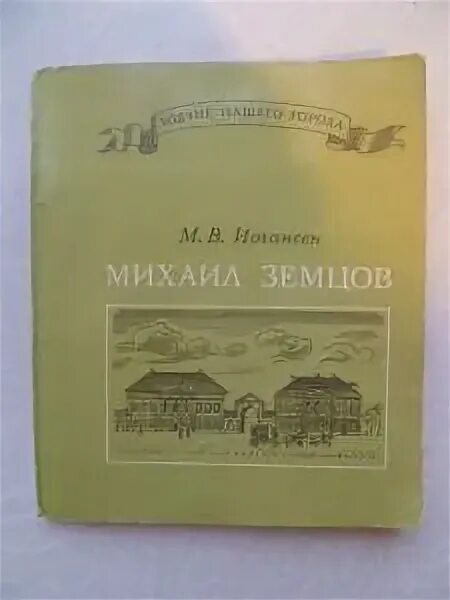 ЗОДЧИЕ НАШЕГО ГОРОДА
М. В. Иогансен
МИХАИЛ ЗЕМЦОВ